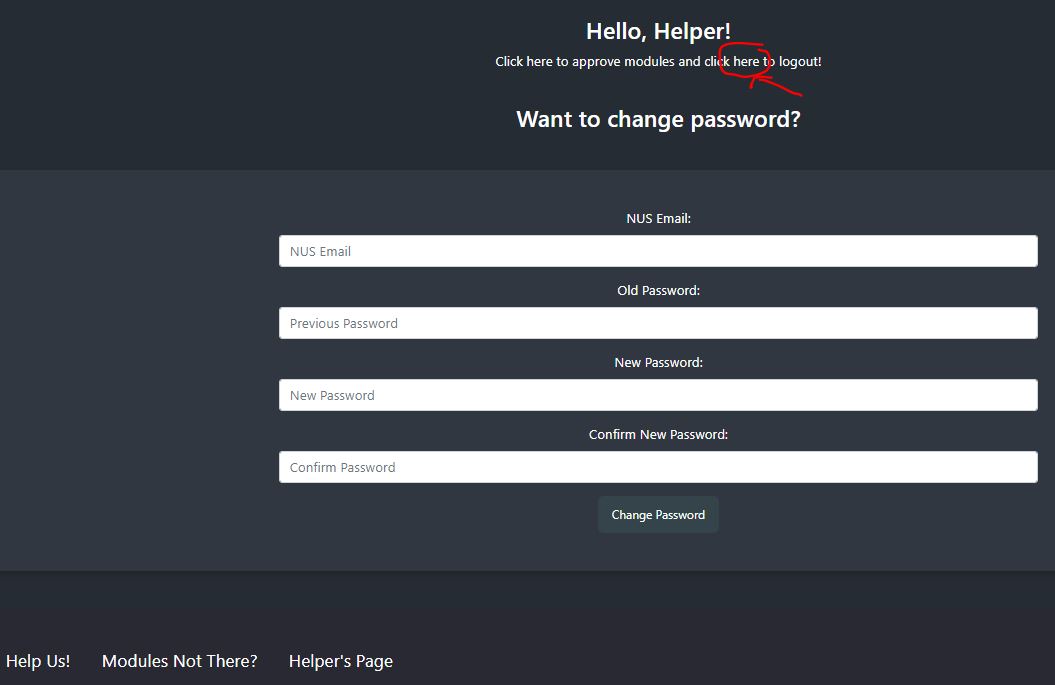 Hello, Helper!
Click here to approve modules and click here to logout!
Want to change password?
NUS Email:
NUS Email
Old Password:
Previous Password
New Password:
New Password
Confirm New Password:
Confirm Password
Change Password
Help Us! Modules Not There? Helper's Page